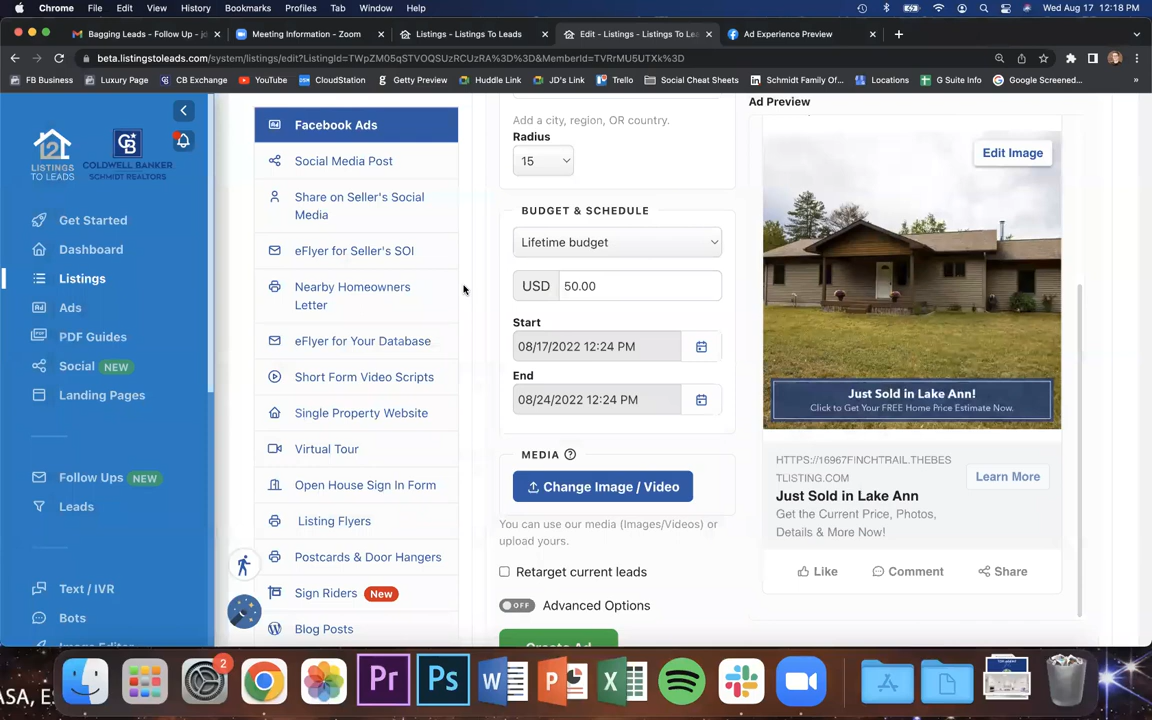 Chrome File Edit View History Bookmarks Profiles Tab Window Help Wed Aug 17 12:18 PM
Bagging Leads - Follow Up - jd × Meeting Information - Zoom × Listings - Listings To Leads × Edit - Listings - Listings To Lea × Ad Experience Preview × +
beta.listingstoleads.com/system/listings/edit?ListingId=TWpZM05qSTVOQSUzRCUzRA%3D%3D&MemberId=TVRrMU5UTXk%3D
FB Business Luxury Page CB Exchange YouTube CloudStation Getty Preview Huddle Link JD's Link Trello Social Cheat Sheets Schmidt Family Of... Locations G Suite Info Google Screened... »
LISTINGS
TO LEADS
COLDWELL BANKER
SCHMIDT REALTORS
Get Started
Dashboard
Listings
Ads
PDF Guides
Social NEW
Landing Pages
Follow Ups NEW
Leads
Text / IVR
Bots
Image Editor
Facebook Ads
Social Media Post
Share on Seller's Social
Media
eFlyer for Seller's SOI
Nearby Homeowners
Letter
eFlyer for Your Database
Short Form Video Scripts
Single Property Website
Virtual Tour
Open House Sign In Form
Listing Flyers
Postcards & Door Hangers
Sign Riders New
Blog Posts
Add a city, region, OR country.
Radius
15
BUDGET & SCHEDULE
Lifetime budget
USD 50.00
Start
08/17/2022 12:24 PM
End
08/24/2022 12:24 PM
MEDIA ?
Change Image / Video
You can use our media (Images/Videos) or
upload yours.
Retarget current leads
OFF Advanced Options
Create Ad
Ad Preview
Edit Image
Just Sold in Lake Ann!
Click to Get Your FREE Home Price Estimate Now.
HTTPS://16967FINCHTRAIL.THEBES
TLISTING.COM
Just Sold in Lake Ann
Get the Current Price, Photos,
Details & More Now!
Learn More
Like Comment Share
2
Pr Ps W P X
ASA, E